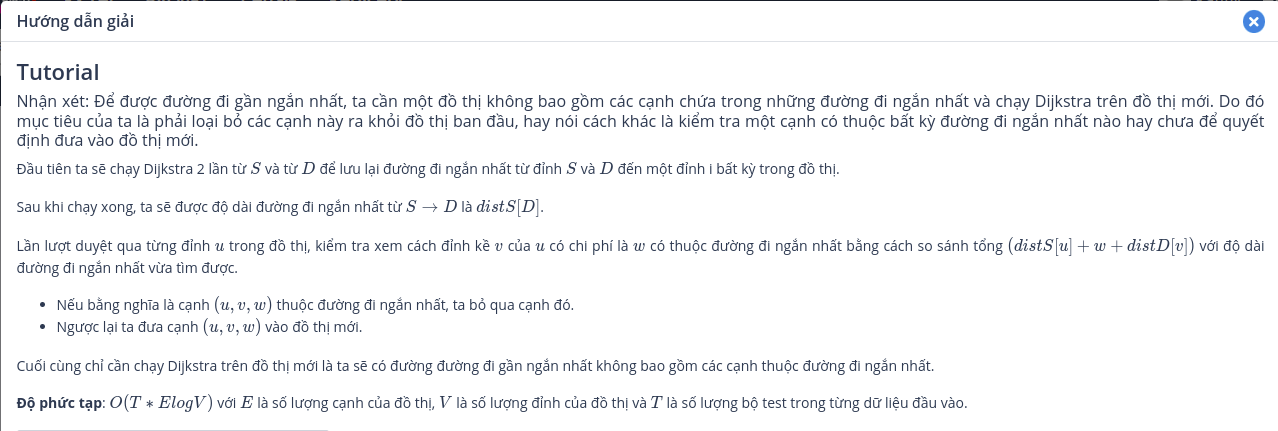 Hướng dẫn giải
Tutorial
Nhận xét: Để được đường đi gần ngắn nhất, ta cần một đồ thị không bao gồm các cạnh chứa trong những đường đi ngắn nhất và chạy Dijkstra trên đồ thị mới. Do đó
mục tiêu của ta là phải loại bỏ các cạnh này ra khỏi đồ thị ban đầu, hay nói cách khác là kiểm tra một cạnh có thuộc bất kỳ đường đi ngắn nhất nào hay chưa để quyết
định đưa vào đồ thị mới.
Đầu tiên ta sẽ chạy Dijkstra 2 lần từ S và từ D để lưu lại đường đi ngắn nhất từ đỉnh S và D đến một đỉnh i bất kỳ trong đồ thị.
Sau khi chạy xong, ta sẽ được độ dài đường đi ngắn nhất từ S → D là distS[D].
Lần lượt duyệt qua từng đỉnh u trong đồ thị, kiểm tra xem cách đỉnh kề v của u có chi phí là w có thuộc đường đi ngắn nhất bằng cách so sánh tổng (distS[u] + w + distD[v]) với độ dài
đường đi ngắn nhất vừa tìm được.
• Nếu bằng nghĩa là cạnh (u, v, w) thuộc đường đi ngắn nhất, ta bỏ qua cạnh đó.
• Ngược lại ta đưa cạnh (u, v, w) vào đồ thị mới.
Cuối cùng chỉ cần chạy Dijkstra trên đồ thị mới là ta sẽ có đường đường đi gần ngắn nhất không bao gồm các cạnh thuộc đường đi ngắn nhất.
Độ phức tạp: O(T * ElogV) với E là số lượng cạnh của đồ thị, V là số lượng đỉnh của đồ thị và T là số lượng bộ test trong từng dữ liệu đầu vào.